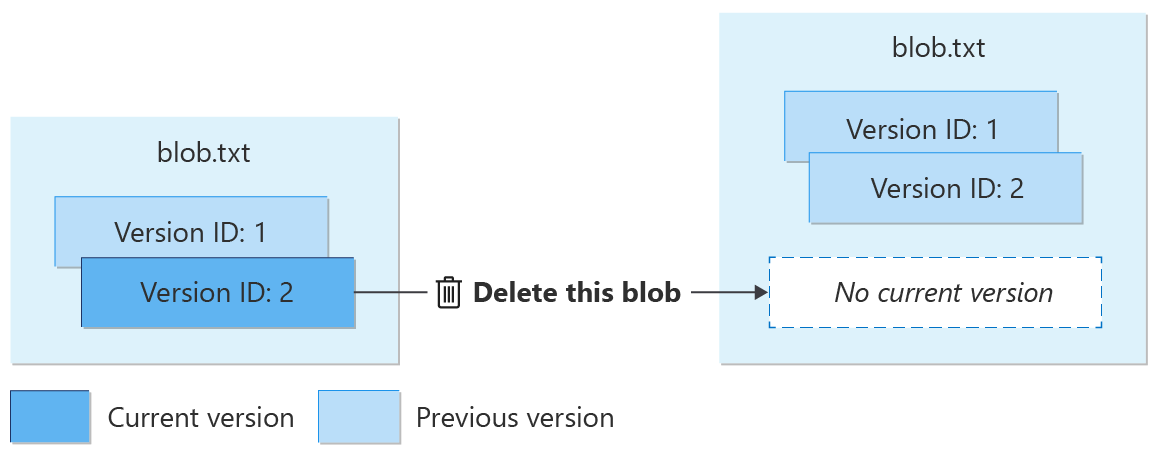 blob.txt
Version ID: 1
Version ID: 2
Delete this blob
blob.txt
Version ID: 1
Version ID: 2
No current version
Current version
Previous version